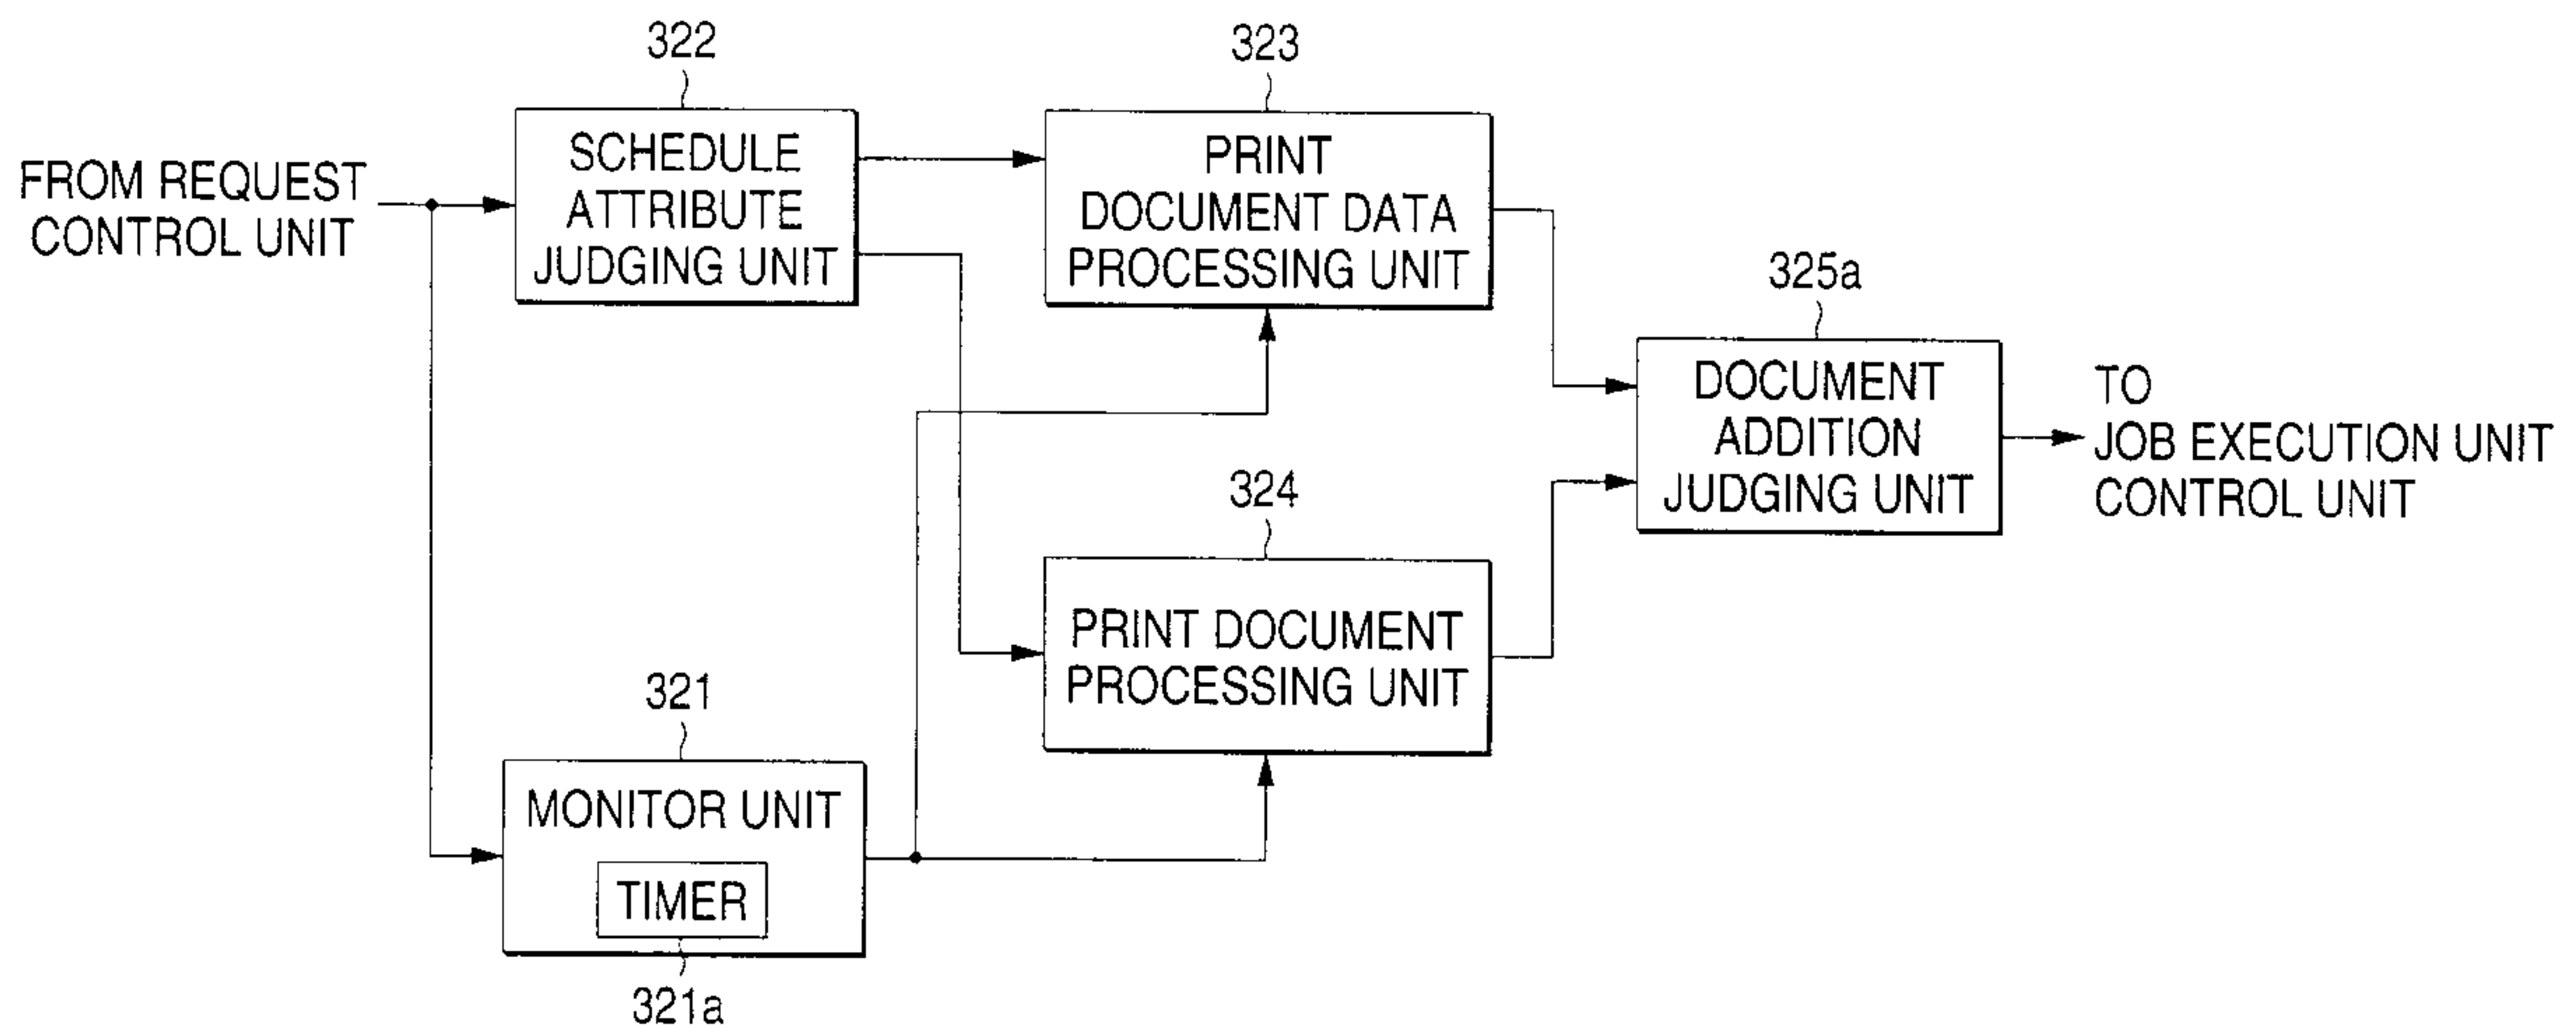 322
323
SCHEDULE
ATTRIBUTE
JUDGING UNIT
PRINT
DOCUMENT DATA
PROCESSING UNIT
FROM REQUEST
CONTROL UNIT
325a
DOCUMENT
ADDITION
JUDGING UNIT
TO
JOB EXECUTION UNIT
CONTROL UNIT
324
PRINT DOCUMENT
PROCESSING UNIT
321
MONITOR UNIT
TIMER
321a